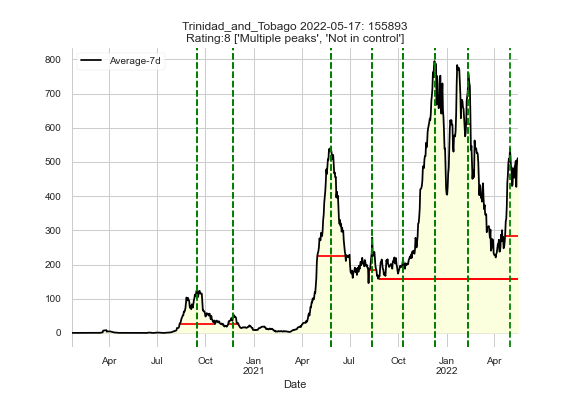 Trinidad_and_Tobago 2022-05-17: 155893
Rating:8 ['Multiple peaks', 'Not in control']
Average-7d
800
700
600
500
400
300
200
100
0
Apr Jul Oct Jan Apr Jul Oct Jan Apr
2021 2022
Date